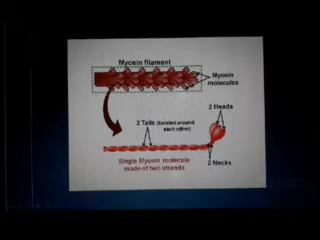 Myosin filament
Myosin
molecules
2 Heads
2 Tails (twisted around
each other)
2 Necks
Single Myosin molecule
made of two strands